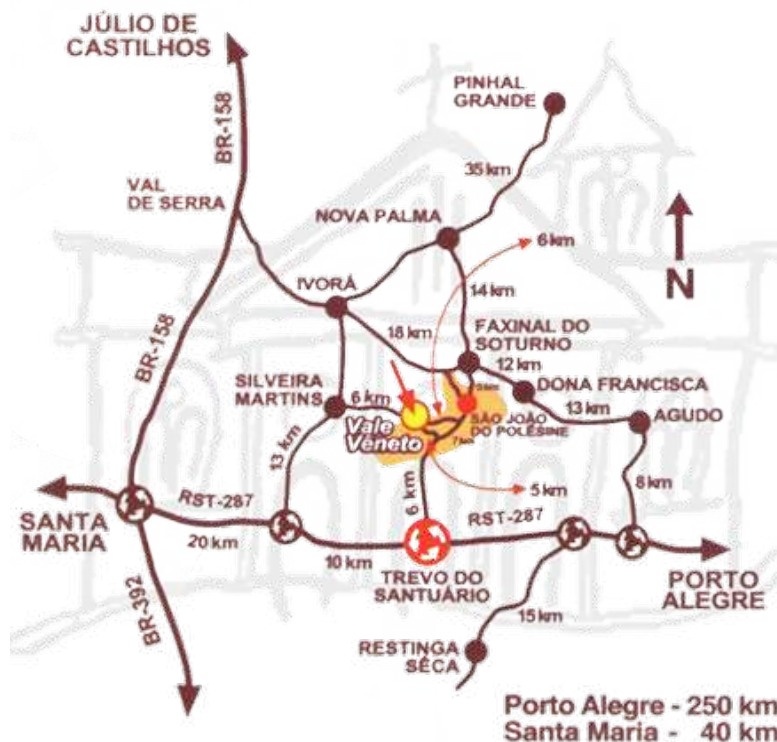 JÚLIO DE
CASTILHOS
BR-158
PINHAL
GRANDE
35 km
VAL
DE SERRA
NOVA PALMA
6 km
N
IVORÁ
14 km
BR-158
18 km
FAXINAL DO
SOTURNO
12 km
SILVEIRA
MARTINS
6 km
DONA FRANCISCA
13 km
AGUDO
Vale
Vêneto
SÃO JOÃO
DO POLÊSINE
7 km
13 km
8 km
5 km
6 km
RST-287
RST-287
SANTA
MARIA
20 km
10 km
TREVO DO
SANTUÁRIO
PORTO
ALEGRE
BR-392
15 km
RESTINGA
SÊCA
Porto Alegre - 250 km
Santa Maria - 40 km